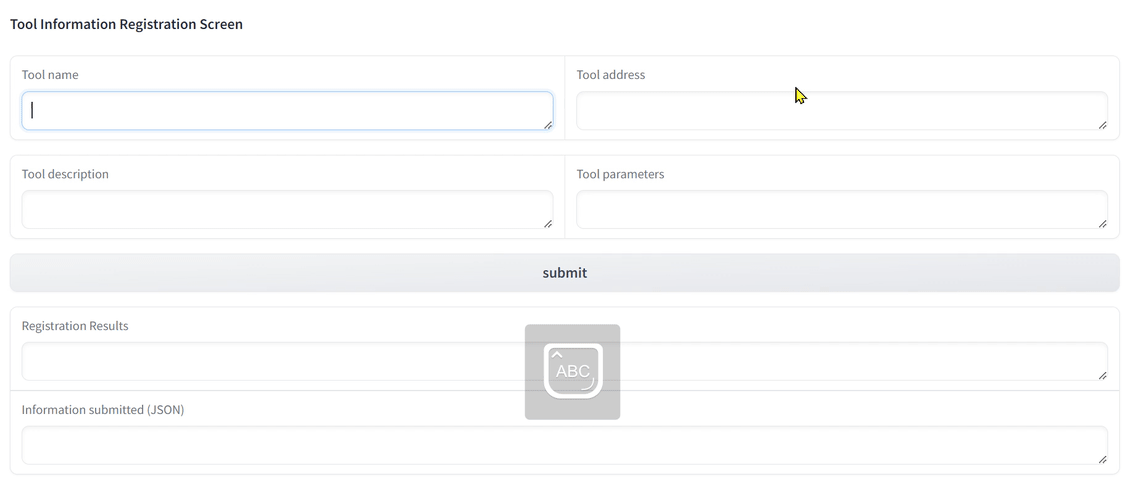 Tool Information Registration Screen
Tool name
Tool address
Tool description
Tool parameters
submit
Registration Results
ABC
Information submitted (JSON)